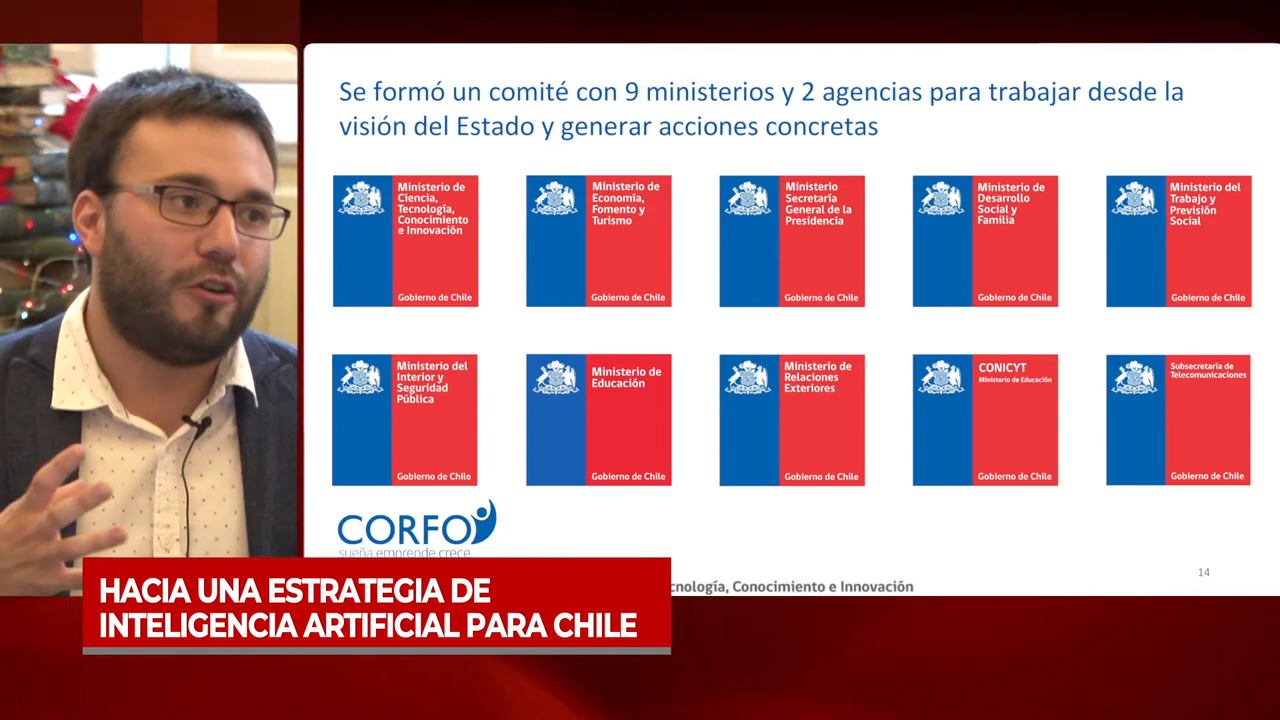 Se formó un comité con 9 ministerios y 2 agencias para trabajar desde la
visión del Estado y generar acciones concretas
Ministerio de
Ciencia,
Tecnología,
Conocimiento
e Innovación
Gobierno de Chile
Ministerio de
Economía,
Fomento y
Turismo
Gobierno de Chile
Ministerio
Secretaría
General de la
Presidencia
Gobierno de Chile
Ministerio de
Desarrollo
Social y
Familia
Gobierno de Chile
Ministerio del
Trabajo y
Previsión
Social
Gobierno de Chile
Ministerio del
Interior y
Seguridad
Pública
Gobierno de Chile
Ministerio de
Educación
Gobierno de Chile
Ministerio de
Relaciones
Exteriores
Gobierno de Chile
CONICYT
Ministerio de Educación
Gobierno de Chile
Subsecretaría de
Telecomunicaciones
Gobierno de Chile
CORFO
sueña emprende crece
14
Conocimiento e Innovación
HACIA UNA ESTRATEGIA DE
INTELIGENCIA ARTIFICIAL PARA CHILE